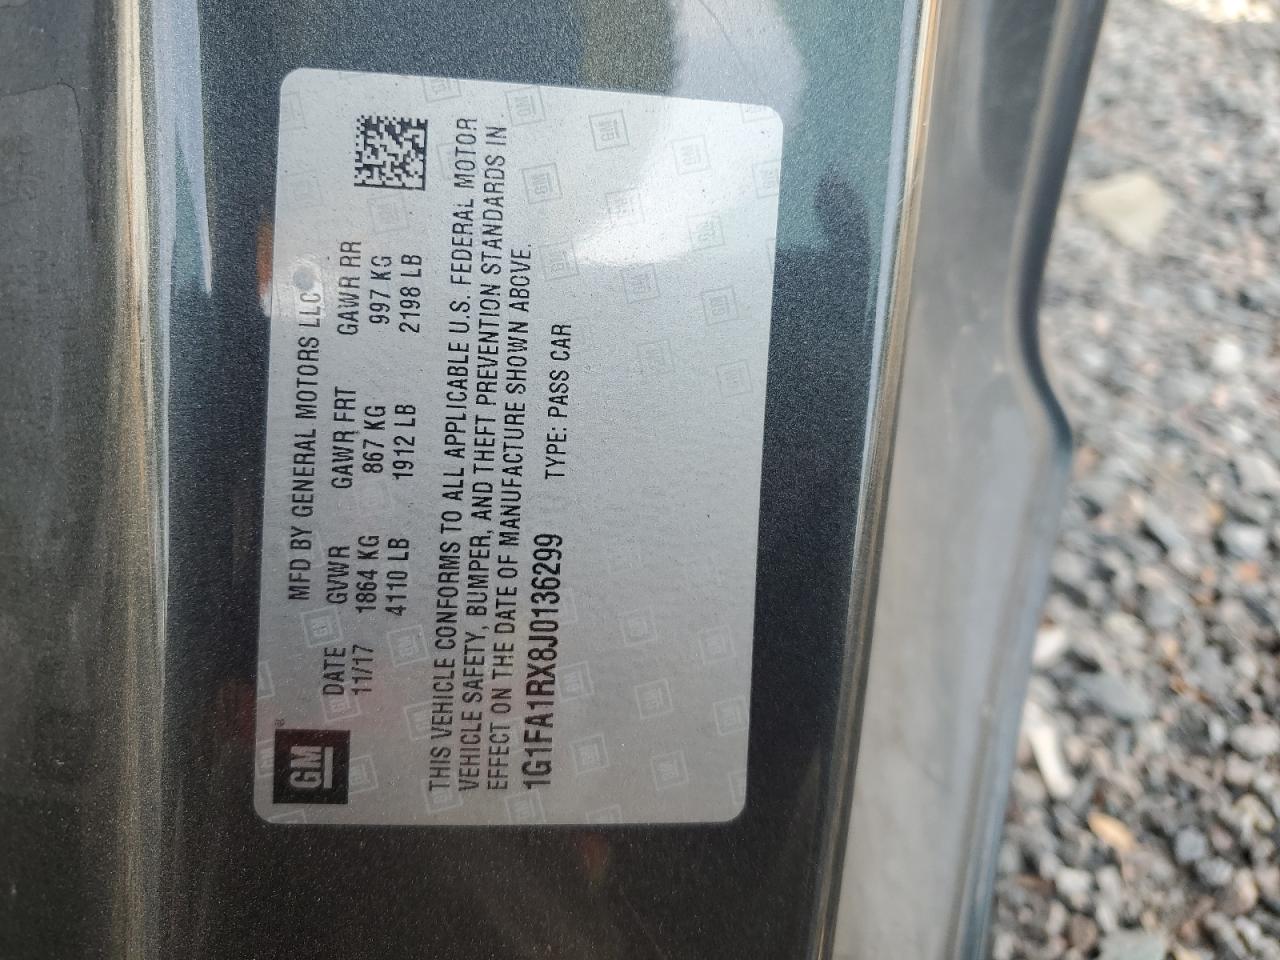 GM®
MFD BY GENERAL MOTORS LLC
DATE GVWR GAWR FRT GAWR RR
11/17 1864 KG 867 KG 997 KG
4110 LB 1912 LB 2198 LB
THIS VEHICLE CONFORMS TO ALL APPLICABLE U.S. FEDERAL MOTOR
VEHICLE SAFETY, BUMPER, AND THEFT PREVENTION STANDARDS IN
EFFECT ON THE DATE OF MANUFACTURE SHOWN ABOVE.
1G1FA1RX8J0136299 TYPE: PASS CAR